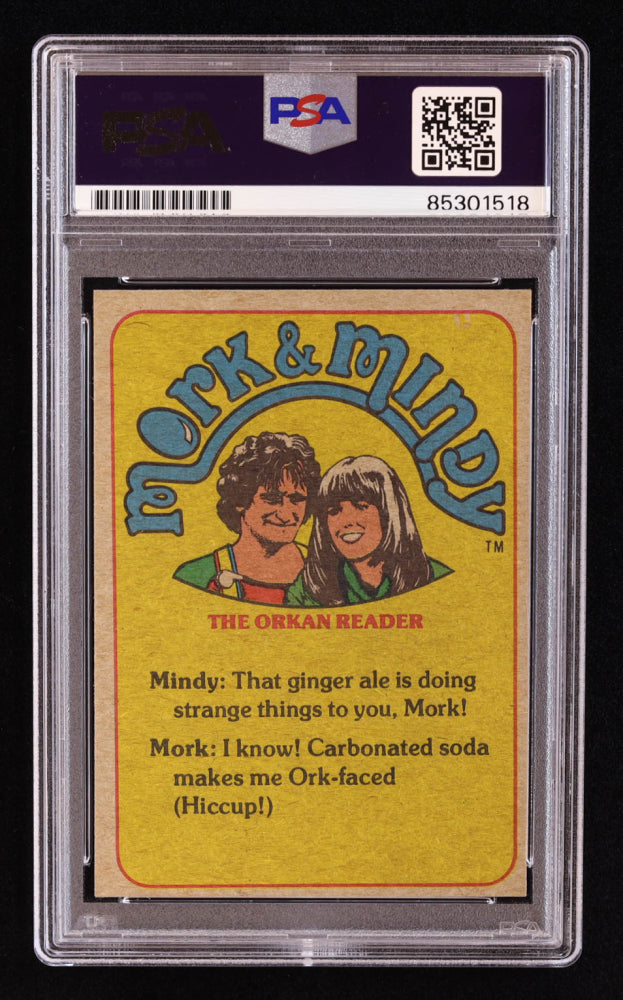 PSA
PSA
85301518
Mork & Mindy
TM
THE ORKAN READER
Mindy: That ginger ale is doing
strange things to you, Mork!
Mork: I know! Carbonated soda
makes me Ork-faced
(Hiccup!)
PSA